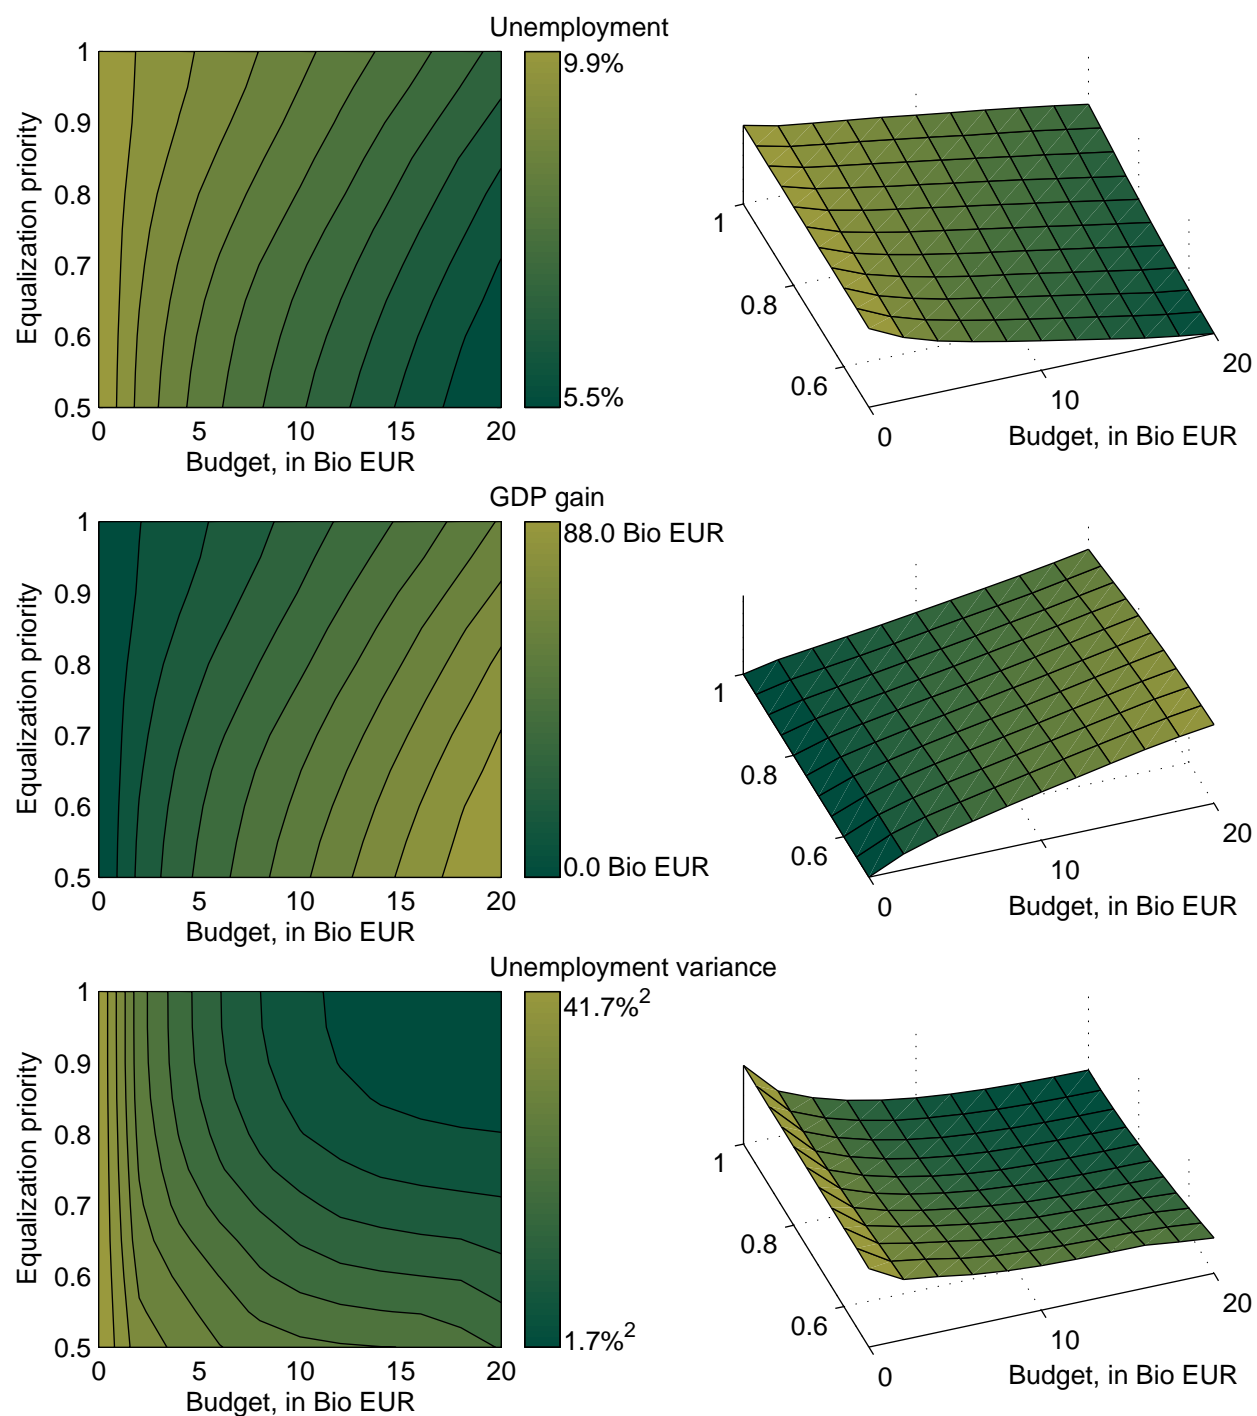 Unemployment
1
0.9
0.8
0.7
0.6
0.5
Equalization priority
0 5 10 15 20
Budget, in Bio EUR
9.9%
5.5%
1
0.8
0.6
0 10 20
Budget, in Bio EUR
GDP gain
1
0.9
0.8
0.7
0.6
0.5
Equalization priority
0 5 10 15 20
Budget, in Bio EUR
88.0 Bio EUR
0.0 Bio EUR
1
0.8
0.6
0 10 20
Budget, in Bio EUR
Unemployment variance
1
0.9
0.8
0.7
0.6
0.5
Equalization priority
0 5 10 15 20
Budget, in Bio EUR
41.7%²
1.7%²
1
0.8
0.6
0 10 20
Budget, in Bio EUR